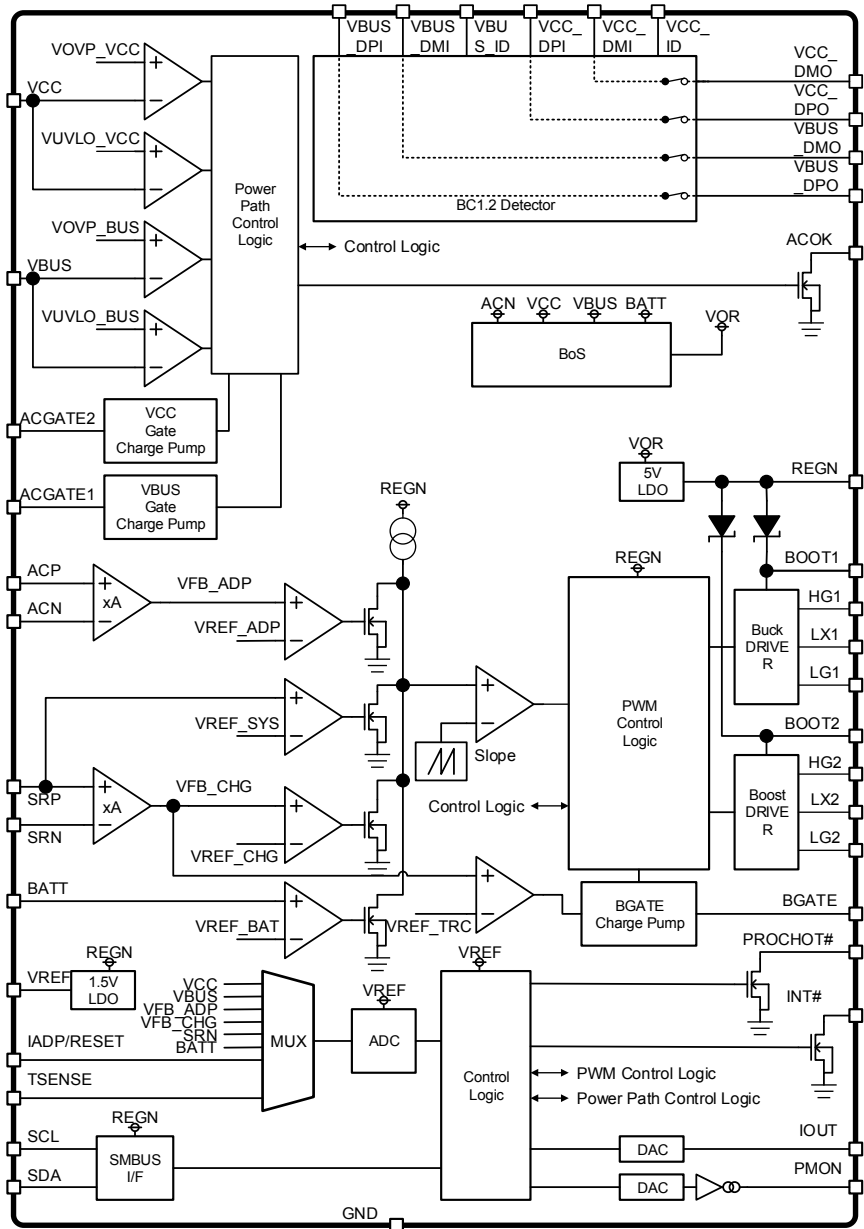 VBUS _DPI
VBUS _DMI
VBU S_ID
VCC_ DPI
VCC_ DMI
VCC_ ID
VOVP_VCC
+
−
VCC
VUVLO_VCC
+
−
VOVP_BUS
+
−
VBUS
VUVLO_BUS
+
−
Power
Path
Control
Logic
Control Logic
BC1.2 Detector
VCC_
DMO
VCC_
DPO
VBUS
_DMO
VBUS
_DPO
ACOK
ACN
VCC
VBUS
BATT
VOR
BoS
ACGATE2
VCC
Gate
Charge Pump
ACGATE1
VBUS
Gate
Charge Pump
REGN
VOR
5V
LDO
REGN
ACP
ACN
+
xA
−
VFB_ADP
+
VREF_ADP
−
REGN
BOOT1
HG1
LX1
LG1
Buck
DRIVE
R
+
VREF_SYS
−
+
−
Slope
PWM
Control
Logic
BOOT2
HG2
LX2
LG2
Boost
DRIVE
R
SRP
SRN
+
xA
−
VFB_CHG
+
VREF_CHG
−
Control Logic
BATT
+
VREF_BAT
−
+
VREF_TRC
−
BGATE
Charge Pump
BGATE
PROCHOT#
INT#
REGN
VREF
1.5V
LDO
VCC
VBUS
VFB_ADP
VFB_CHG
SRN
BATT
IADP/RESET
TSENSE
MUX
VREF
ADC
VREF
Control
Logic
PWM Control Logic
Power Path Control Logic
SCL
SDA
REGN
SMBUS
I/F
DAC
IOUT
DAC
PMON
GND